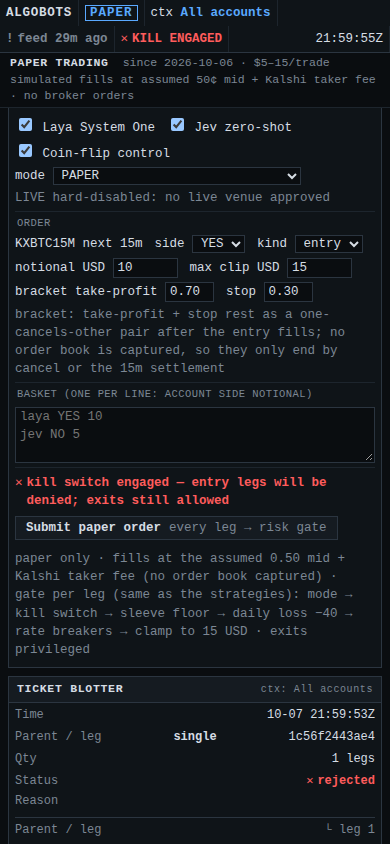 ALGOBOTS PAPER ctx All accounts
! feed 29m ago × KILL ENGAGED 21:59:55Z
PAPER TRADING since 2026-10-06 · $5–15/trade
simulated fills at assumed 50¢ mid + Kalshi taker fee
· no broker orders
Laya System One Jev zero-shot
Coin-flip control
mode PAPER
LIVE hard-disabled: no live venue approved
ORDER
KXBTC15M next 15m side YES kind entry
notional USD 10 max clip USD 15
bracket take-profit 0.70 stop 0.30
bracket: take-profit + stop rest as a one-
cancels-other pair after the entry fills; no
order book is captured, so they only end by
cancel or the 15m settlement
BASKET (ONE PER LINE: ACCOUNT SIDE NOTIONAL)
laya YES 10
jev NO 5
× kill switch engaged — entry legs will be
denied; exits still allowed
Submit paper order every leg → risk gate
paper only · fills at the assumed 0.50 mid +
Kalshi taker fee (no order book captured) ·
gate per leg (same as the strategies): mode →
kill switch → sleep floor → daily loss −40 →
rate breakers → clamp to 15 USD · exits
privileged
TICKET BLOTTER ctx: All accounts
Time 10-07 21:59:53Z
Parent / leg single 1c56f2443ae4
Qty 1 legs
Status × rejected
Reason
Parent / leg └ leg 1